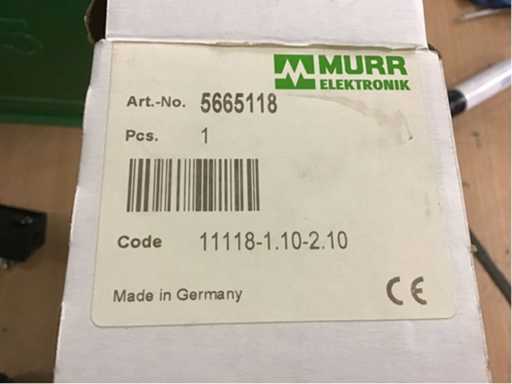 MURR
ELEKTRONIK
Art.-No. 5665118
Pcs. 1
Code 11118-1.10-2.10
Made in Germany CE